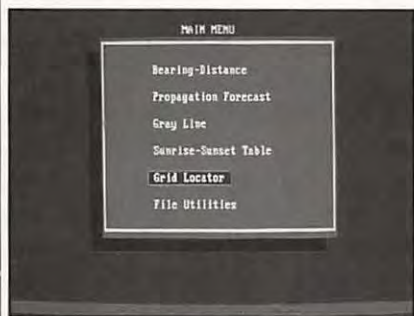 MAIN MENU
Bearing-Distance
Propagation Forecast
Gray Line
Sunrise-Sunset Table
Grid Locator
File Utilities